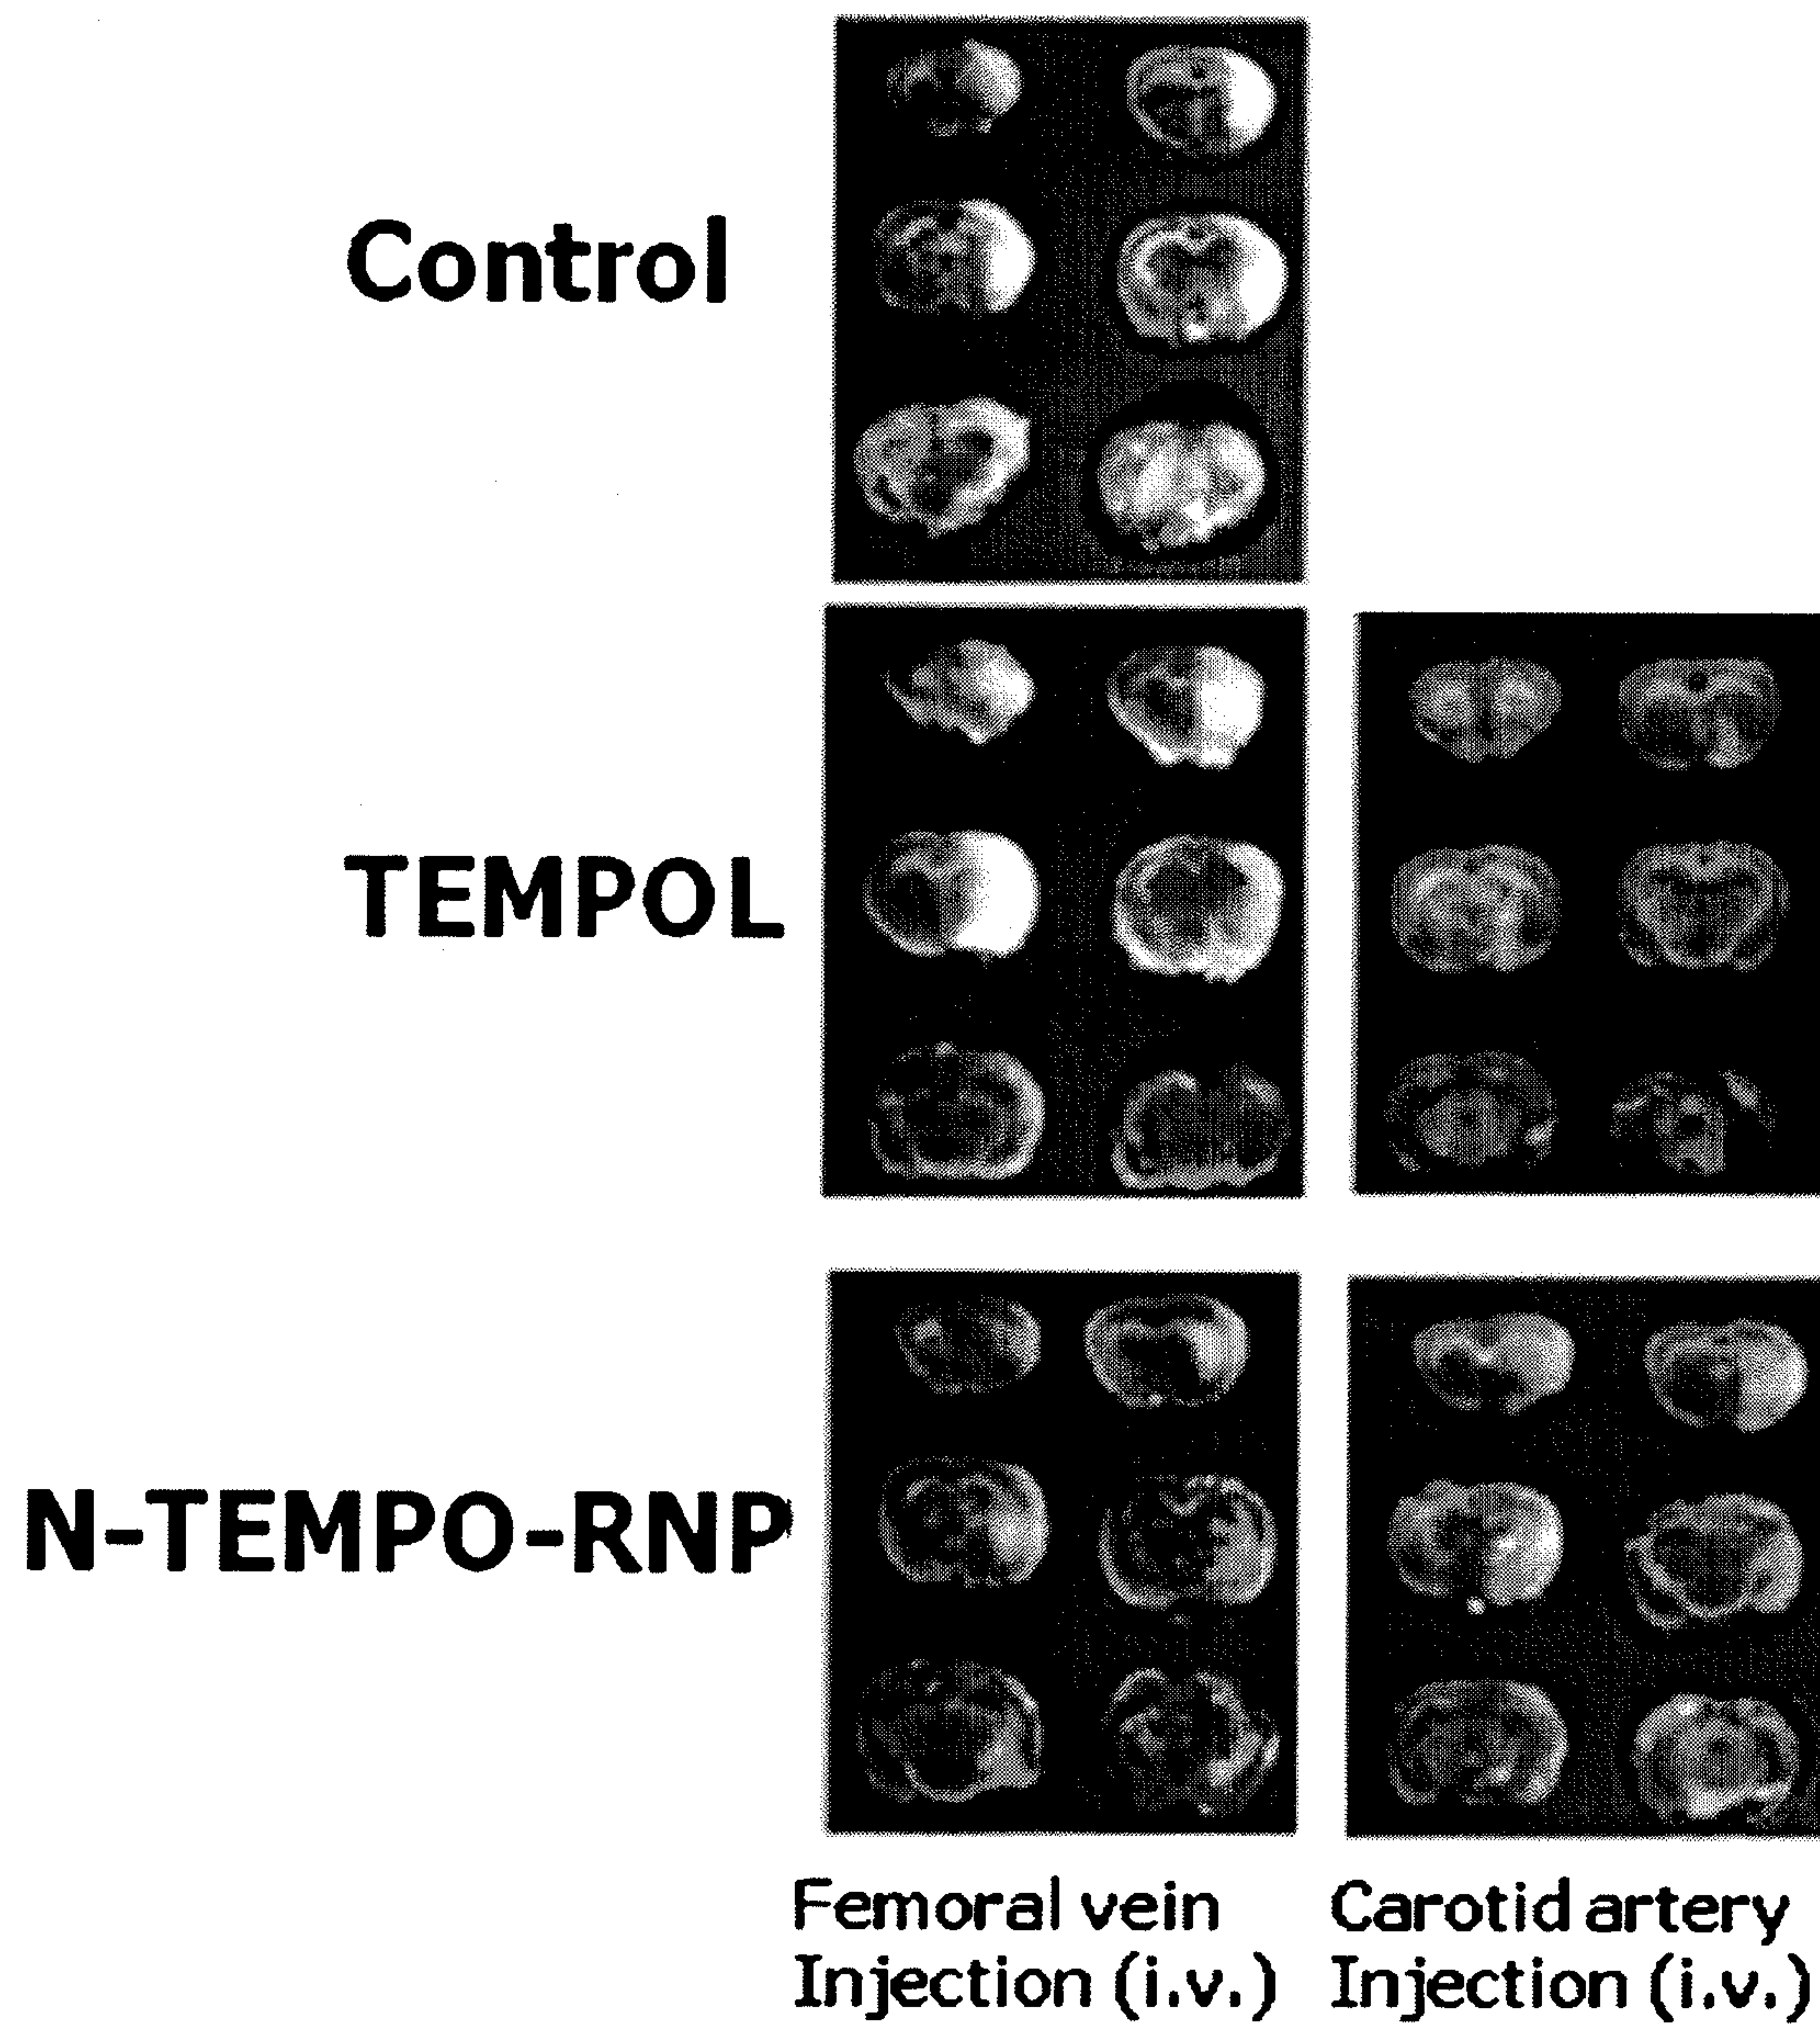 Control
TEMPOL
N-TEMPO-RNP
Femoral vein
Injection (i.v.)
Carotid artery
Injection (i.v.)